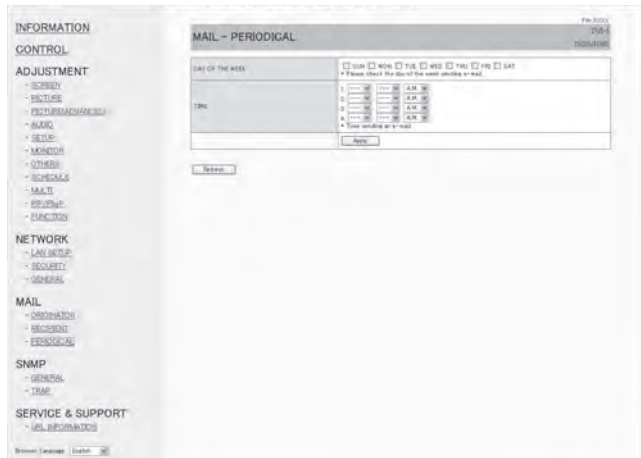 INFORMATION
CONTROL
ADJUSTMENT
- SCREEN
- PICTURE
- PICTURE(ADVANCED)
- AUDIO
- SETUP
- MONITOR
- OTHERS
- SCHEDULE
- MULTI
- PIP/PbyP
- FUNCTION
NETWORK
- LAN SETUP
- SECURITY
- GENERAL
MAIL
- ORIGINATOR
- RECIPIENT
- PERIODICAL
SNMP
- GENERAL
- TRAP
SERVICE & SUPPORT
- URL INFORMATION
Browser Language English
MAIL - PERIODICAL
DAY OF THE WEEK
SUN MON TUE WED THU FRI SAT
* Please check the day of the week sending e-mail.
TIME
1. --- --- A.M.
2. --- --- A.M.
3. --- --- A.M.
4. --- --- A.M.
* Time sending an e-mail
Apply
Refresh